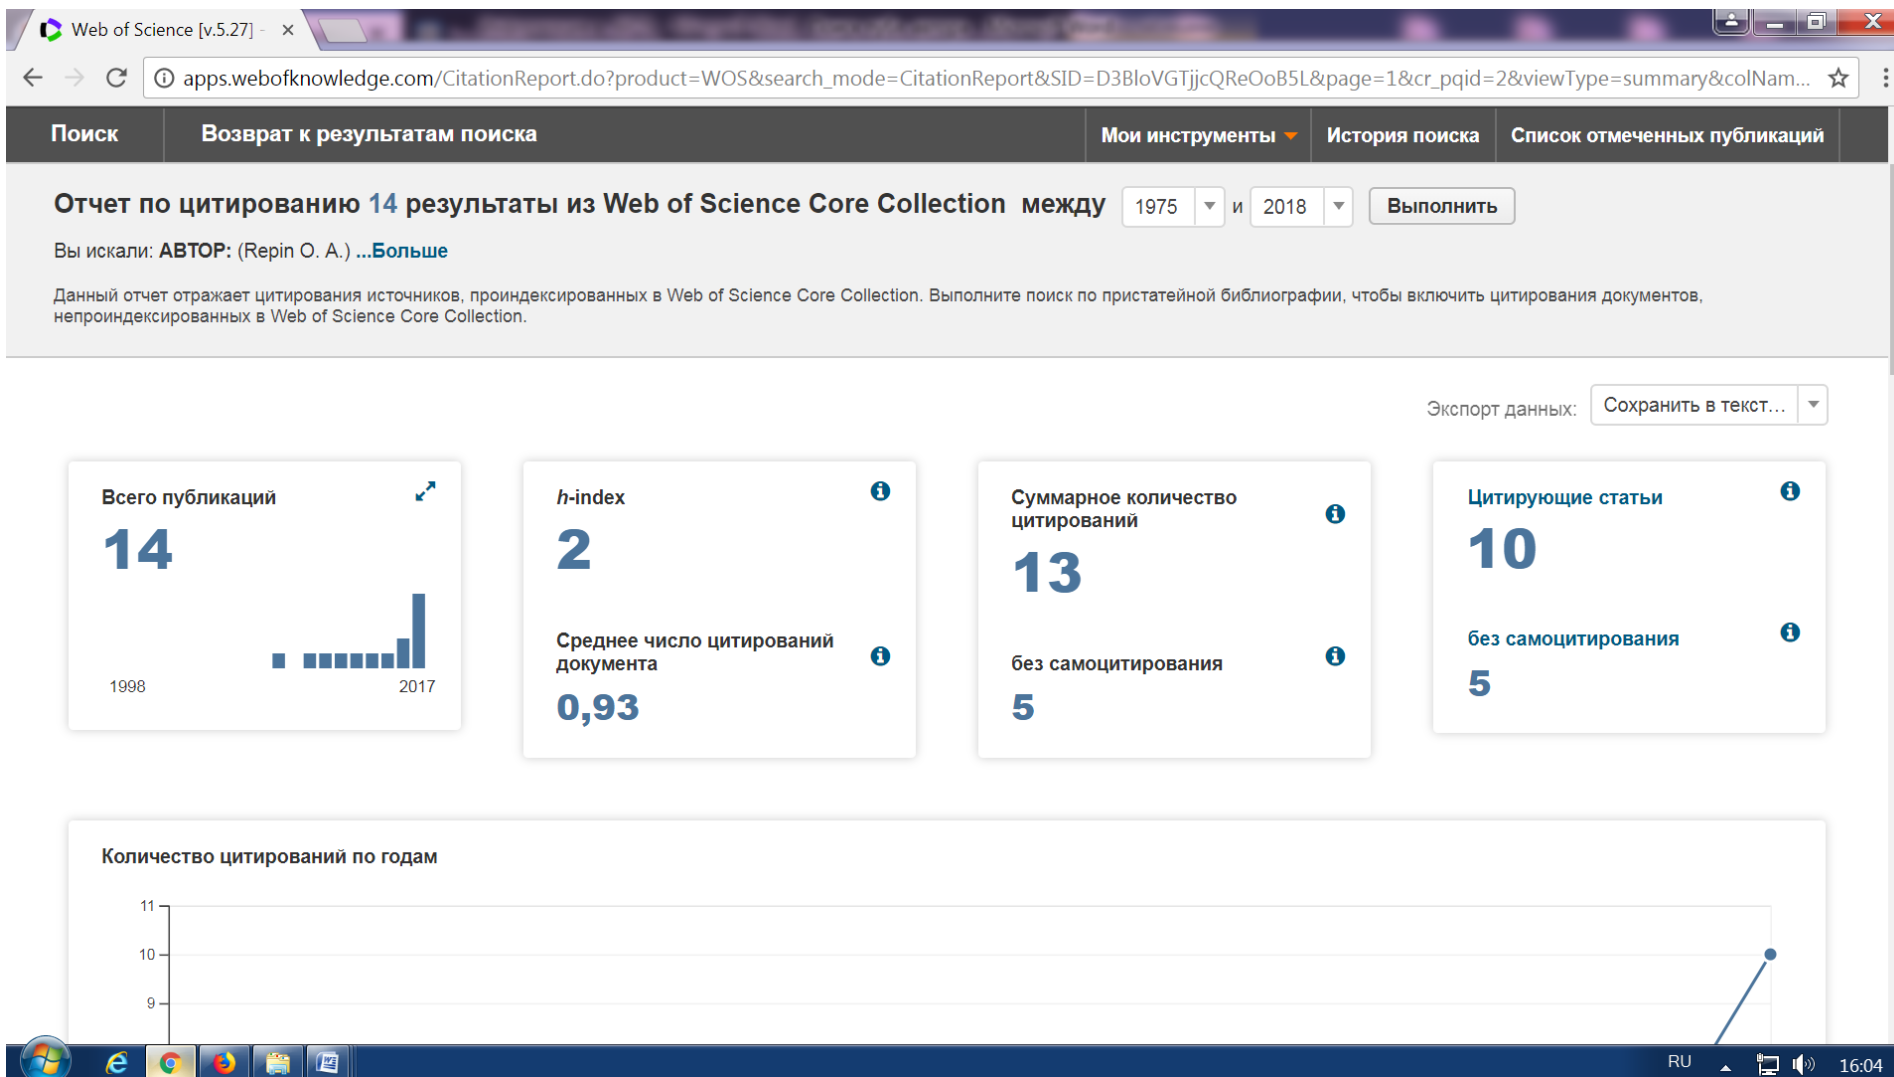 Web of Science [v.5.27] -
apps.webofknowledge.com/CitationReport.do?product=WOS&search_mode=CitationReport&SID=D3BloVGTjjcQReOoB5L&page=1&cr_pqid=2&viewType=summary&colNam...
Поиск Возврат к результатам поиска Мои инструменты История поиска Список отмеченных публикаций
Отчет по цитированию 14 результаты из Web of Science Core Collection между 1975 и 2018 Выполнить
Вы искали: АВТОР: (Repin O. A.) ...Больше
Данный отчет отражает цитирования источников, проиндексированных в Web of Science Core Collection. Выполните поиск по пристатейной библиографии, чтобы включить цитирования документов,
непроиндексированных в Web of Science Core Collection.
Экспорт данных: Сохранить в текст...
Всего публикаций
14
1998 2017
h-index
2
Среднее число цитирований
документа
0,93
Суммарное количество
цитирований
13
без самоцитирования
5
Цитирующие статьи
10
без самоцитирования
5
Количество цитирований по годам
11
10
9
RU 16:04